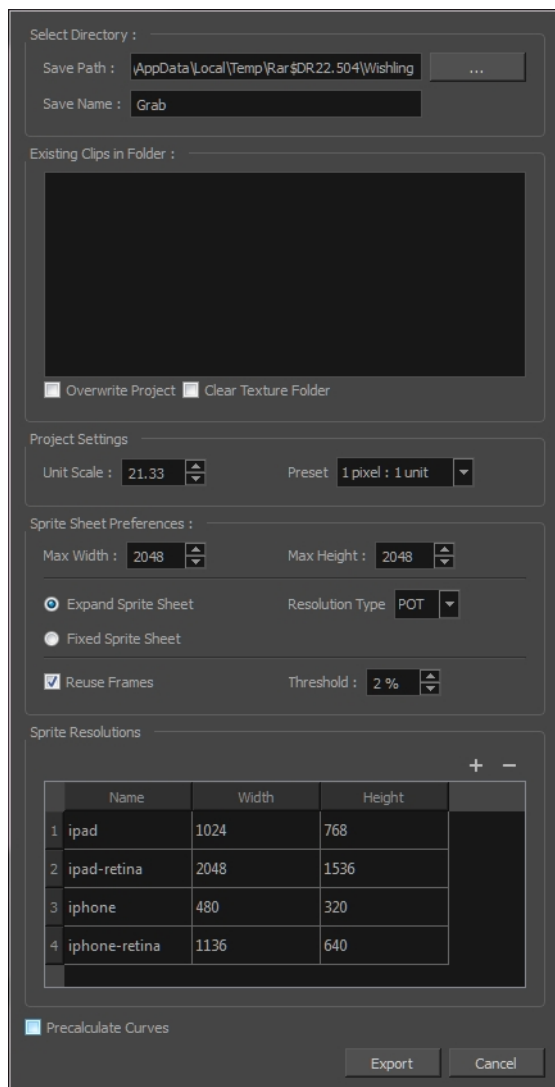 Select Directory :
Save Path : \AppData\Local\Temp\Rar$DR22.504\Wishling ...
Save Name : Grab
Existing Clips in Folder :
Overwrite Project Clear Texture Folder
Project Settings
Unit Scale : 21.33 Preset 1 pixel : 1 unit
Sprite Sheet Preferences :
Max Width : 2048 Max Height : 2048
Expand Sprite Sheet Resolution Type POT
Fixed Sprite Sheet
Reuse Frames Threshold : 2 %
Sprite Resolutions
+ −
Name Width Height
1 ipad 1024 768
2 ipad-retina 2048 1536
3 iphone 480 320
4 iphone-retina 1136 640
Precalculate Curves
Export Cancel